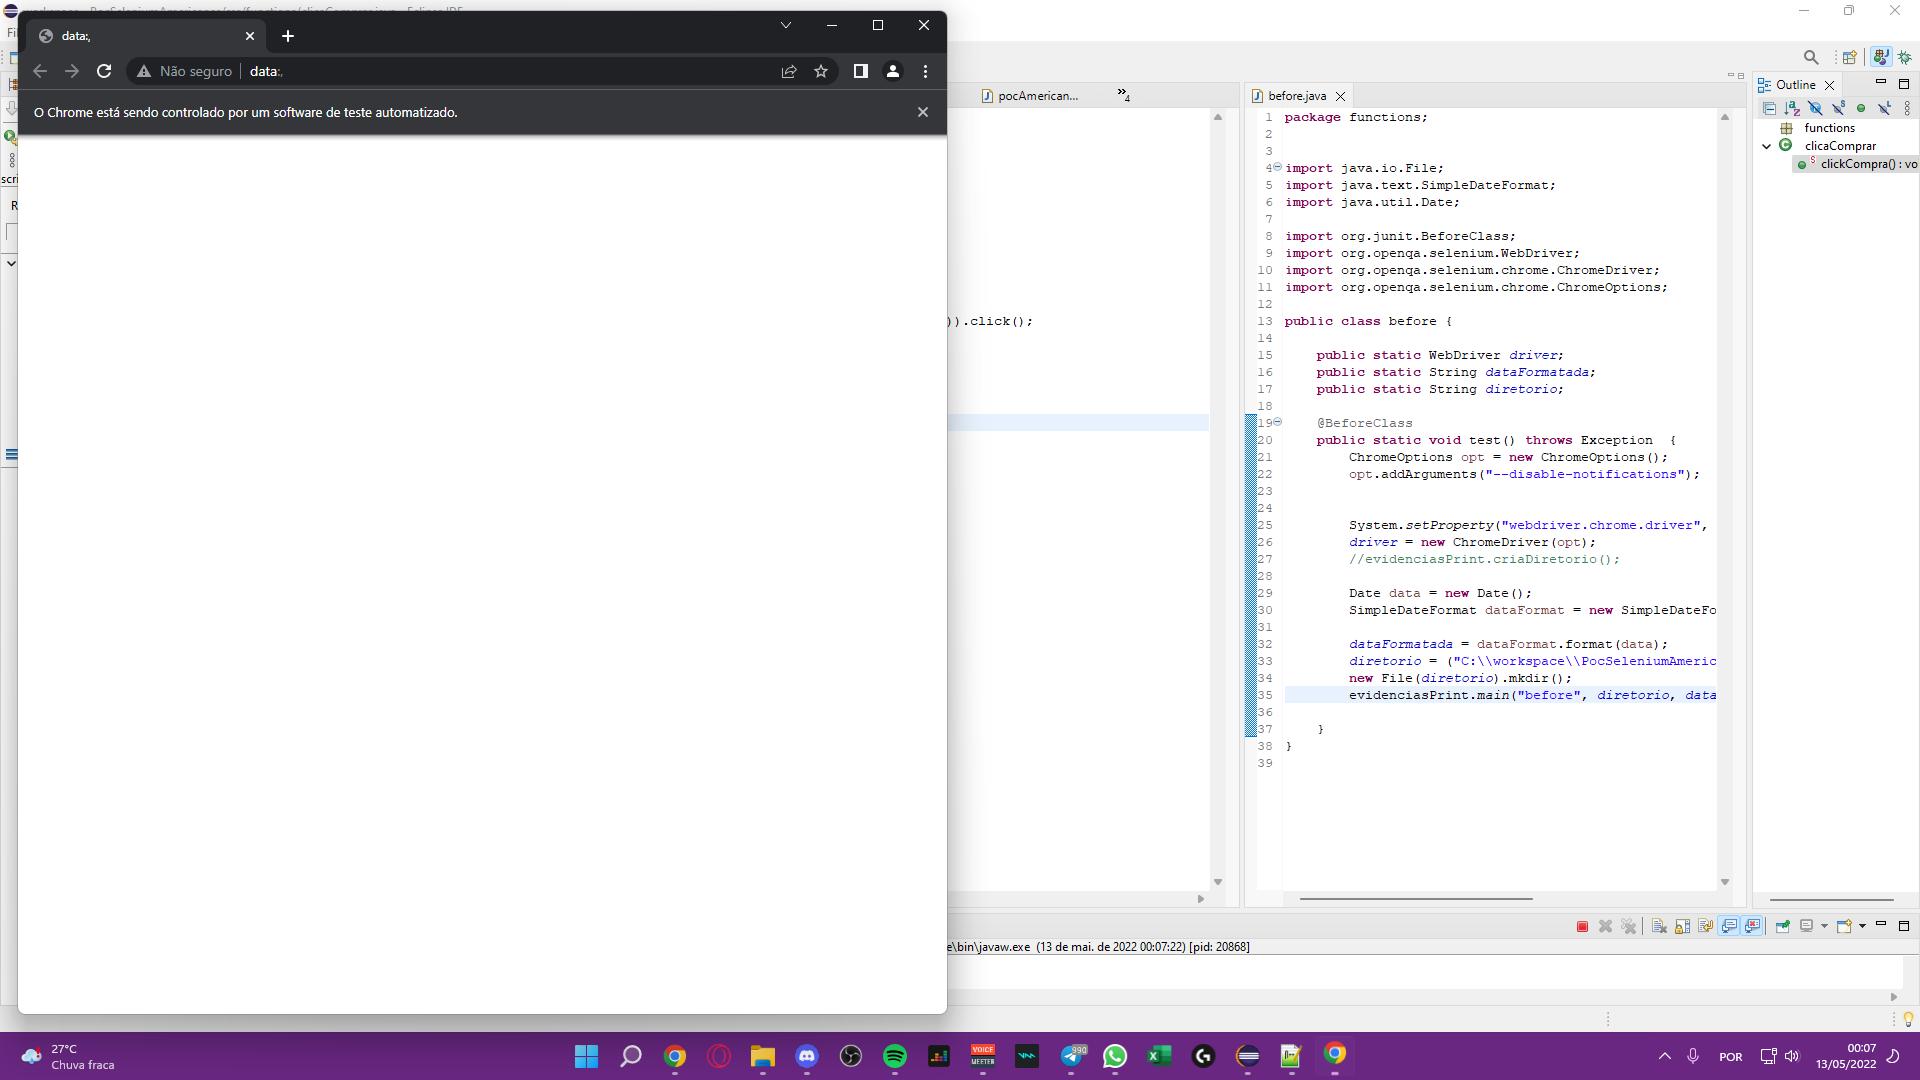 data:,
Não seguro
data:,
O Chrome está sendo controlado por um software de teste automatizado.
scri
R
pocAmerican...
4
)).click();
before.java
1 package functions;
2
3
4 import java.io.File;
5 import java.text.SimpleDateFormat;
6 import java.util.Date;
7
8 import org.junit.BeforeClass;
9 import org.openqa.selenium.WebDriver;
10 import org.openqa.selenium.chrome.ChromeDriver;
11 import org.openqa.selenium.chrome.ChromeOptions;
12
13 public class before {
14
15 public static WebDriver driver;
16 public static String dataFormatada;
17 public static String diretorio;
18
19 @BeforeClass
20 public static void test() throws Exception {
21 ChromeOptions opt = new ChromeOptions();
22 opt.addArguments("--disable-notifications");
23
24
25 System.setProperty("webdriver.chrome.driver",
26 driver = new ChromeDriver(opt);
27 //evidenciasPrint.criaDiretorio();
28
29 Date data = new Date();
30 SimpleDateFormat dataFormat = new SimpleDateFo
31
32 dataFormatada = dataFormat.format(data);
33 diretorio = ("C:\\workspace\\PocSeleniumAmeric
34 new File(diretorio).mkdir();
35 evidenciasPrint.main("before", diretorio, data
36
37 }
38 }
39
Outline
functions
clicaComprar
clickCompra() : vo
e\bin\javaw.exe (13 de mai. de 2022 00:07:22) [pid: 20868]
27°C
Chuva fraca
VOICE
MEETER
990
POR
00:07
13/05/2022